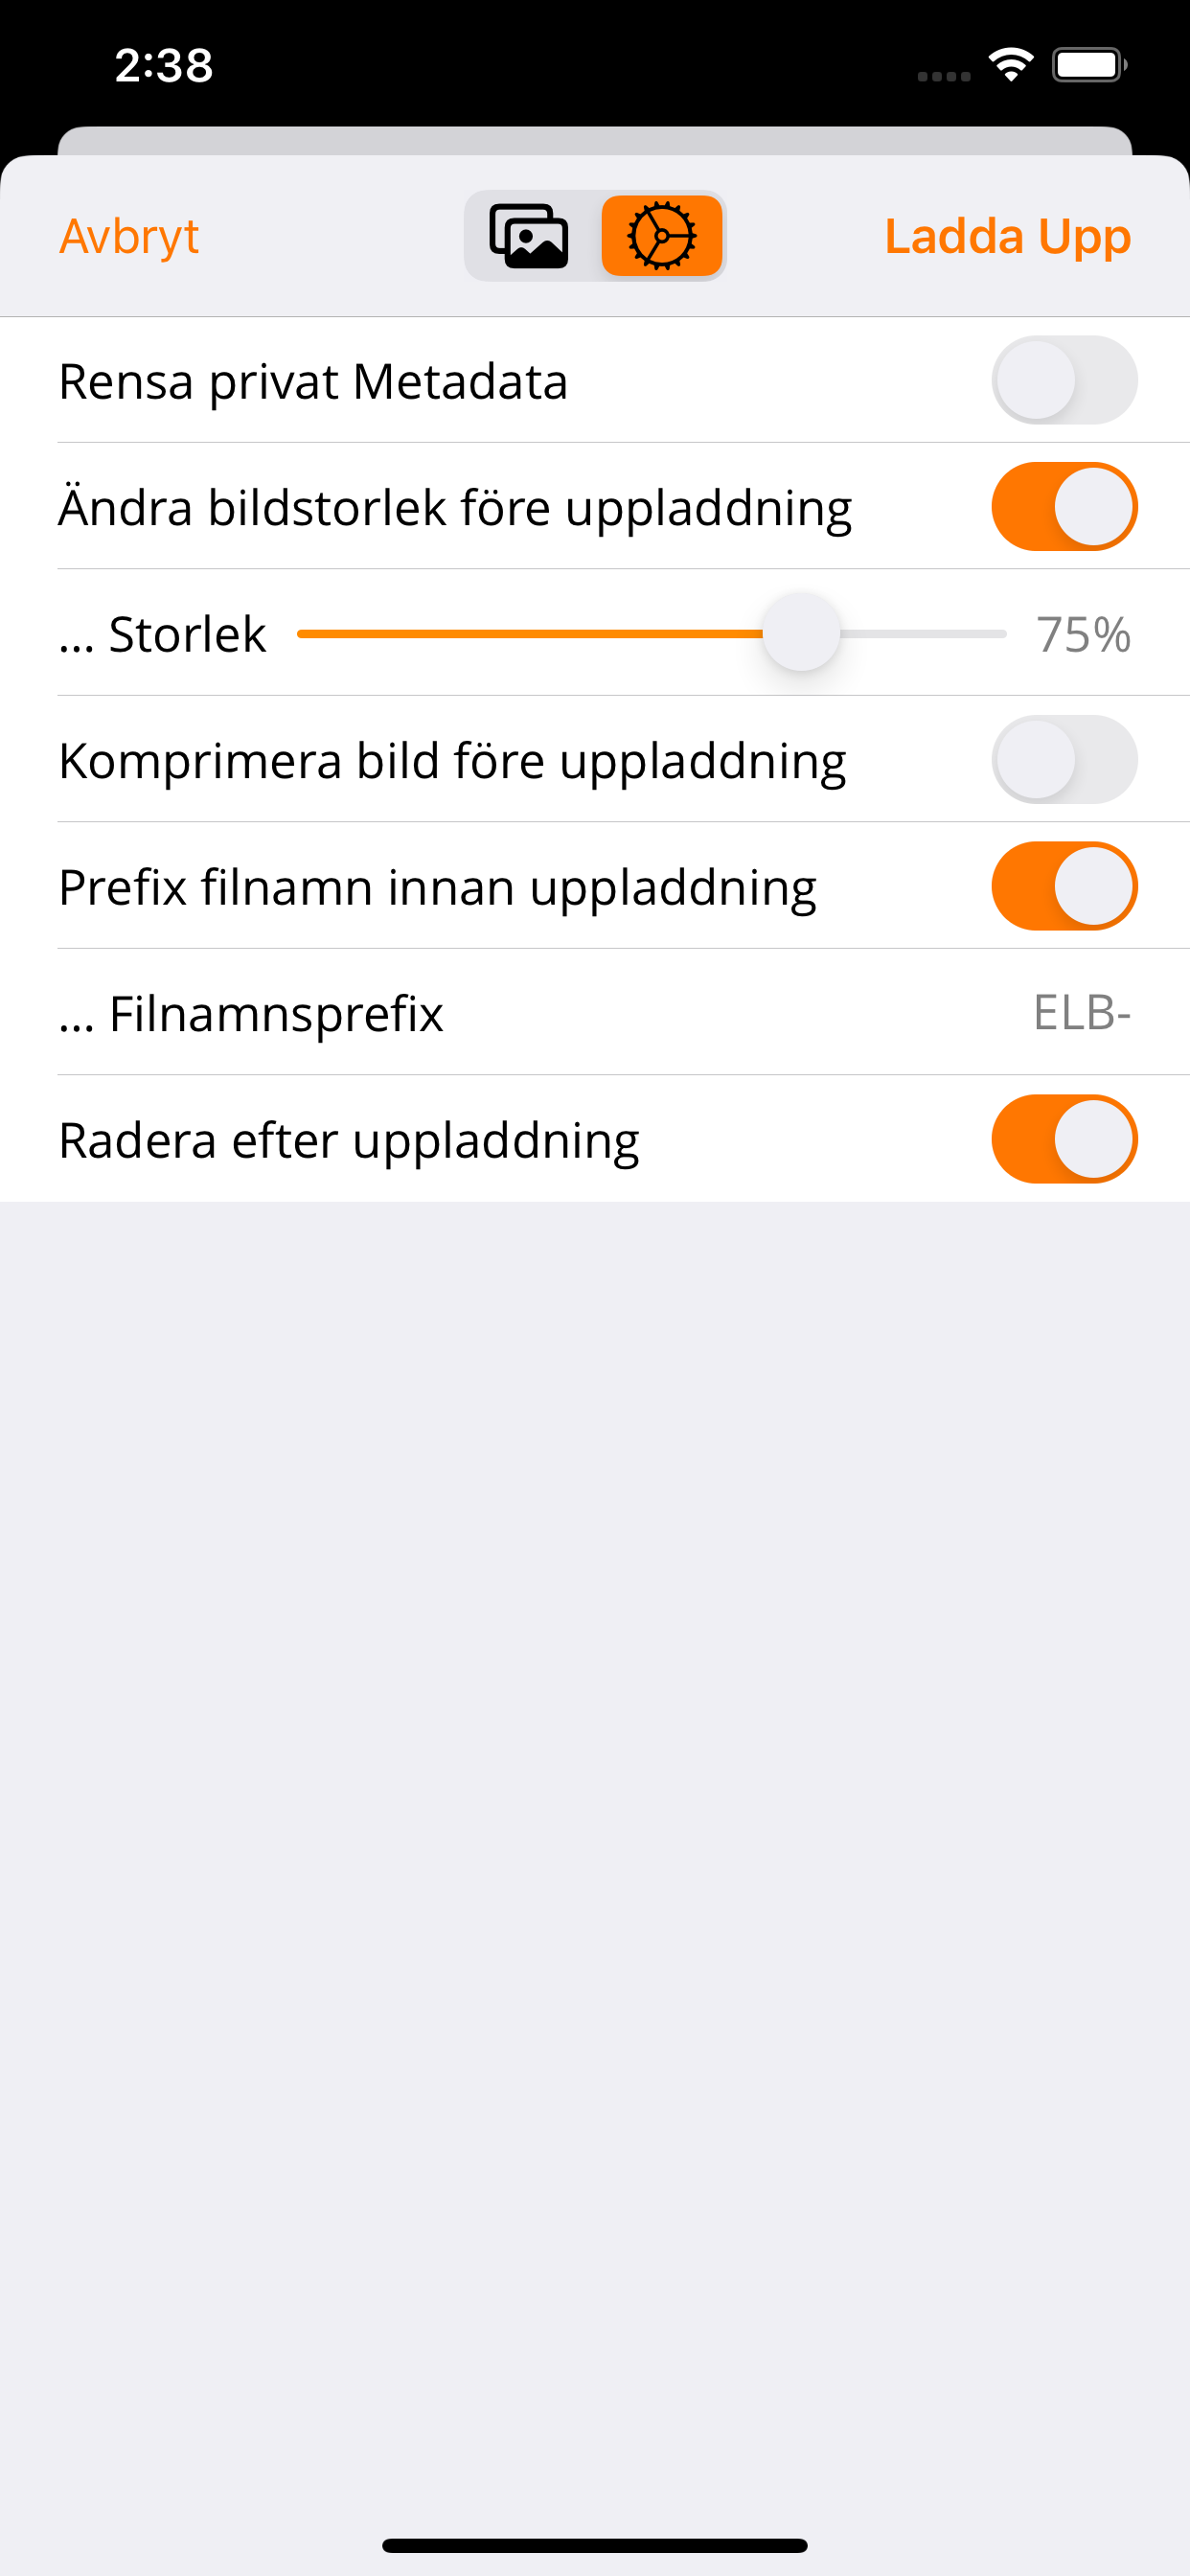 2:38
Avbryt
Ladda Upp
Rensa privat Metadata
Ändra bildstorlek före uppladdning
... Storlek 75%
Komprimera bild före uppladdning
Prefix filnamn innan uppladdning
... Filnamnsprefix ELB-
Radera efter uppladdning